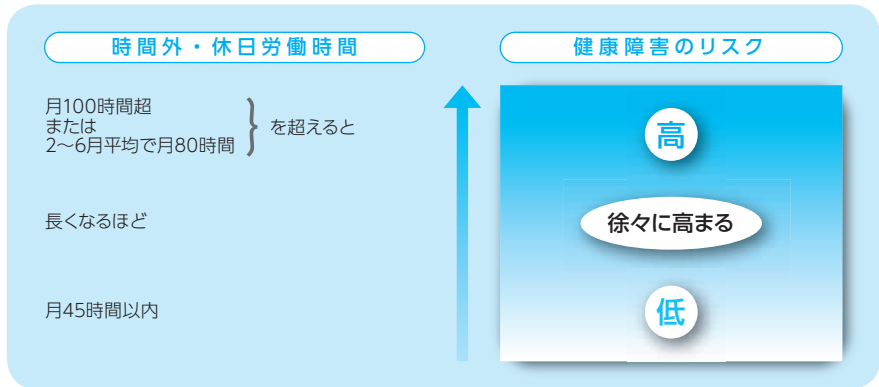 時間外・休日労働時間
健康障害のリスク
月100時間超
または
2〜6月平均で月80時間
を超えると
高
長くなるほど
徐々に高まる
月45時間以内
低